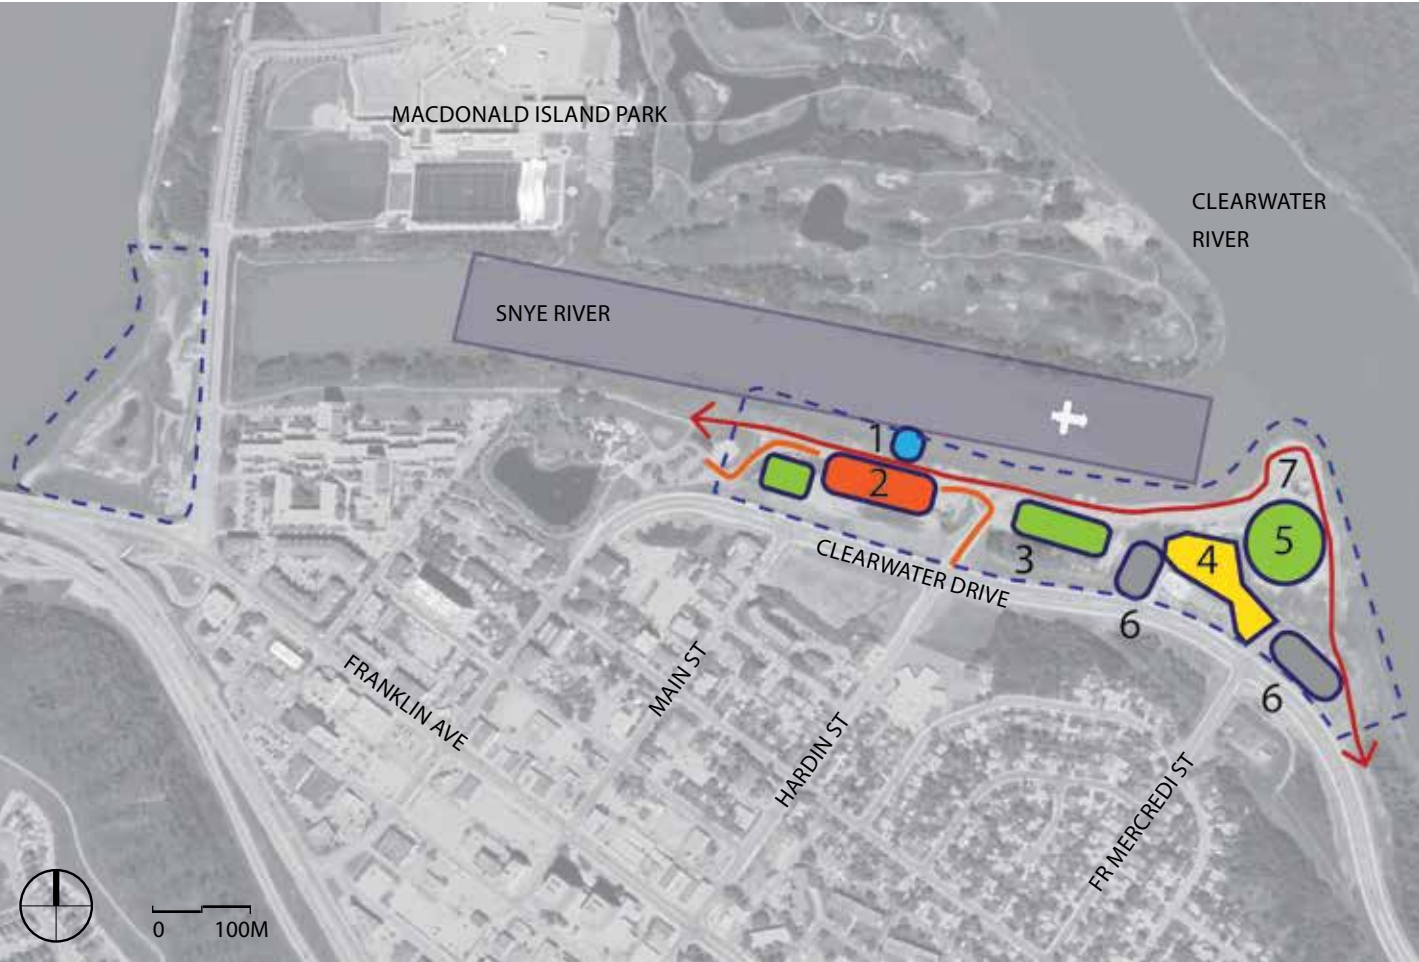 MACDONALD ISLAND PARK
CLEARWATER
RIVER
SNYE RIVER
1
2
7
5
4
3
CLEARWATER DRIVE
6
6
FRANKLIN AVE
MAIN ST
HARDIN ST
FR MERCREDI ST
0 100M